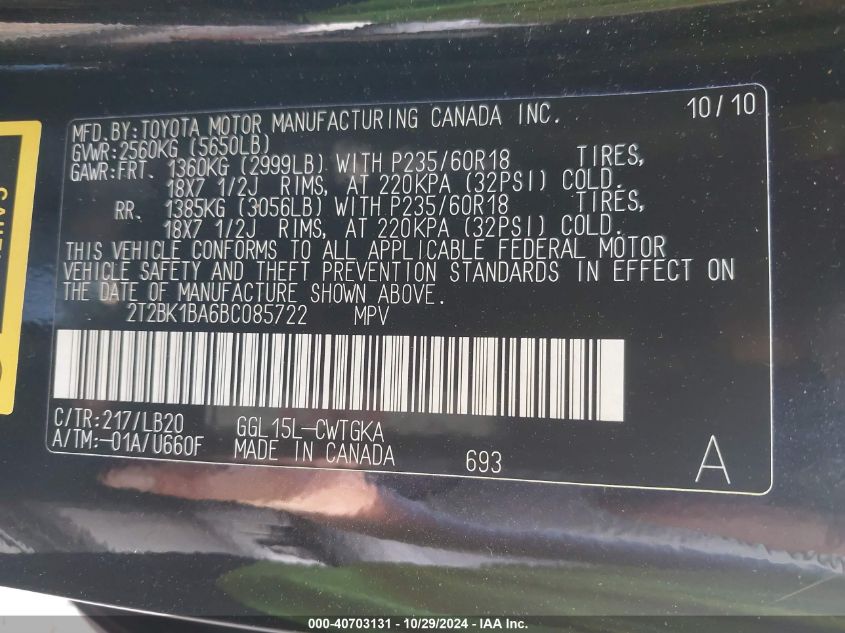 10/10
MFD.BY:TOYOTA MOTOR MANUFACTURING CANADA INC.
GVWR:2560KG (5650LB)
GAWR:FRT. 1360KG (2999LB) WITH P235/60R18 TIRES,
18X7 1/2J RIMS, AT 220KPA (32PSI) COLD.
RR. 1385KG (3056LB) WITH P235/60R18 TIRES,
18X7 1/2J RIMS, AT 220KPA (32PSI) COLD.
THIS VEHICLE CONFORMS TO ALL APPLICABLE FEDERAL MOTOR
VEHICLE SAFETY AND THEFT PREVENTION STANDARDS IN EFFECT ON
THE DATE OF MANUFACTURE SHOWN ABOVE.
2T2BK1BA6BC085722 MPV
C/TR:217/LB20 GGL15L-CWTGKA
A/TM:-01A/U660F MADE IN CANADA 693 A
000-40703131 - 10/29/2024 - IAA Inc.